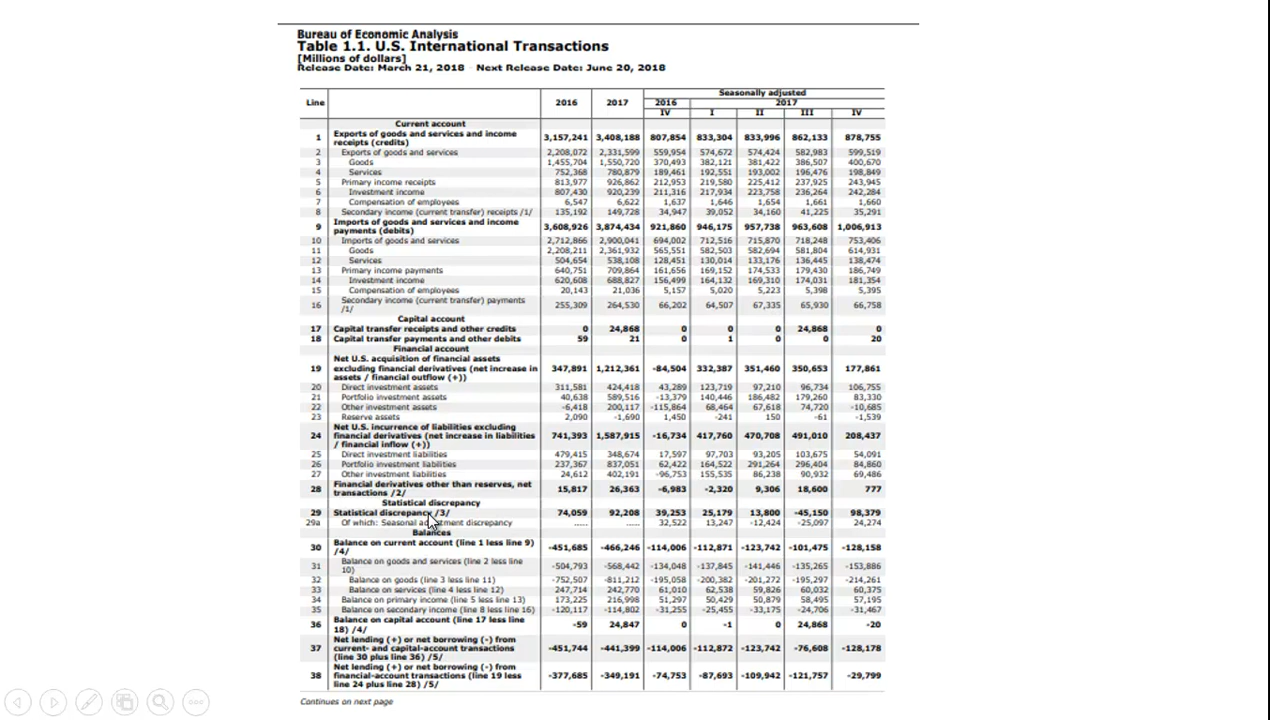 Bureau of Economic Analysis
Table 1.1. U.S. International Transactions
[Millions of dollars]
Release Date: March 21, 2018 - Next Release Date: June 20, 2018
Seasonally adjusted
Line 2016 2017 2016 2017
IV I II III IV
Current account
1 Exports of goods and services and income receipts (credits) 3,157,241 3,408,188 807,854 833,304 833,996 862,133 878,755
2 Exports of goods and services 2,208,072 2,331,599 559,954 574,672 574,424 582,983 599,519
3 Goods 1,455,704 1,550,720 370,493 382,121 381,422 386,507 400,670
4 Services 752,368 780,879 189,461 192,551 193,002 196,476 198,849
5 Primary income receipts 813,977 926,862 212,953 219,580 225,412 237,925 243,945
6 Investment income 807,430 920,239 211,316 217,934 223,758 236,264 242,284
7 Compensation of employees 6,547 6,622 1,637 1,646 1,654 1,661 1,660
8 Secondary income (current transfer) receipts /1/ 135,192 149,728 34,947 39,052 34,160 41,225 35,291
9 Imports of goods and services and income payments (debits) 3,608,926 3,874,434 921,860 946,175 957,738 963,608 1,006,913
10 Imports of goods and services 2,712,866 2,900,041 694,002 712,516 715,870 718,248 753,406
11 Goods 2,208,211 2,361,932 565,551 582,503 582,694 581,804 614,931
12 Services 504,654 538,108 128,451 130,014 133,176 136,445 138,474
13 Primary income payments 640,751 709,864 161,656 169,152 174,533 179,430 186,749
14 Investment income 620,608 688,827 156,499 164,132 169,310 174,031 181,354
15 Compensation of employees 20,143 21,036 5,157 5,020 5,223 5,398 5,395
16 Secondary income (current transfer) payments /1/ 255,309 264,530 66,202 64,507 67,335 65,930 66,758
Capital account
17 Capital transfer receipts and other credits 0 24,868 0 0 0 24,868 0
18 Capital transfer payments and other debits 59 21 0 1 0 0 20
Financial account
19 Net U.S. acquisition of financial assets excluding financial derivatives (net increase in assets / financial outflow (+)) 347,891 1,212,361 -84,504 332,387 351,460 350,653 177,861
20 Direct investment assets 311,581 424,418 43,289 123,719 97,210 96,734 106,755
21 Portfolio investment assets 40,638 589,516 -13,379 140,446 186,482 179,260 83,330
22 Other investment assets -6,418 200,117 -115,864 68,464 67,618 74,720 -10,685
23 Reserve assets 2,090 -1,690 1,450 -241 150 -61 -1,539
24 Net U.S. incurrence of liabilities excluding financial derivatives (net increase in liabilities / financial inflow (+)) 741,393 1,587,915 -16,734 417,760 470,708 491,010 208,437
25 Direct investment liabilities 479,415 348,674 17,597 97,703 93,205 103,675 54,091
26 Portfolio investment liabilities 237,367 837,051 62,422 164,522 291,264 296,404 84,860
27 Other investment liabilities 24,612 402,191 -96,753 155,535 86,238 90,932 69,486
28 Financial derivatives other than reserves, net transactions /2/ 15,817 26,363 -6,983 -2,320 9,306 18,600 777
Statistical discrepancy
29 Statistical discrepancy /3/ 74,059 92,208 39,253 25,179 13,800 -45,150 98,379
29a Of which: Seasonal adjustment discrepancy ..... ..... 32,522 13,247 -12,424 -25,097 24,274
Balances
30 Balance on current account (line 1 less line 9) /4/ -451,685 -466,246 -114,006 -112,871 -123,742 -101,475 -128,158
31 Balance on goods and services (line 2 less line 10) -504,793 -568,442 -134,048 -137,845 -141,446 -135,265 -153,886
32 Balance on goods (line 3 less line 11) -752,507 -811,212 -195,058 -200,382 -201,272 -195,297 -214,261
33 Balance on services (line 4 less line 12) 247,714 242,770 61,010 62,538 59,826 60,032 60,375
34 Balance on primary income (line 5 less line 13) 173,225 216,998 51,297 50,429 50,879 58,495 57,195
35 Balance on secondary income (line 8 less line 16) -120,117 -114,802 -31,255 -25,455 -33,175 -24,706 -31,467
36 Balance on capital account (line 17 less line 18) /4/ -59 24,847 0 -1 0 24,868 -20
37 Net lending (+) or net borrowing (-) from current- and capital-account transactions (line 30 plus line 36) /5/ -451,744 -441,399 -114,006 -112,872 -123,742 -76,608 -128,178
38 Net lending (+) or net borrowing (-) from financial-account transactions (line 19 less line 24 plus line 28) /5/ -377,685 -349,191 -74,753 -87,693 -109,942 -121,757 -29,799
Continues on next page